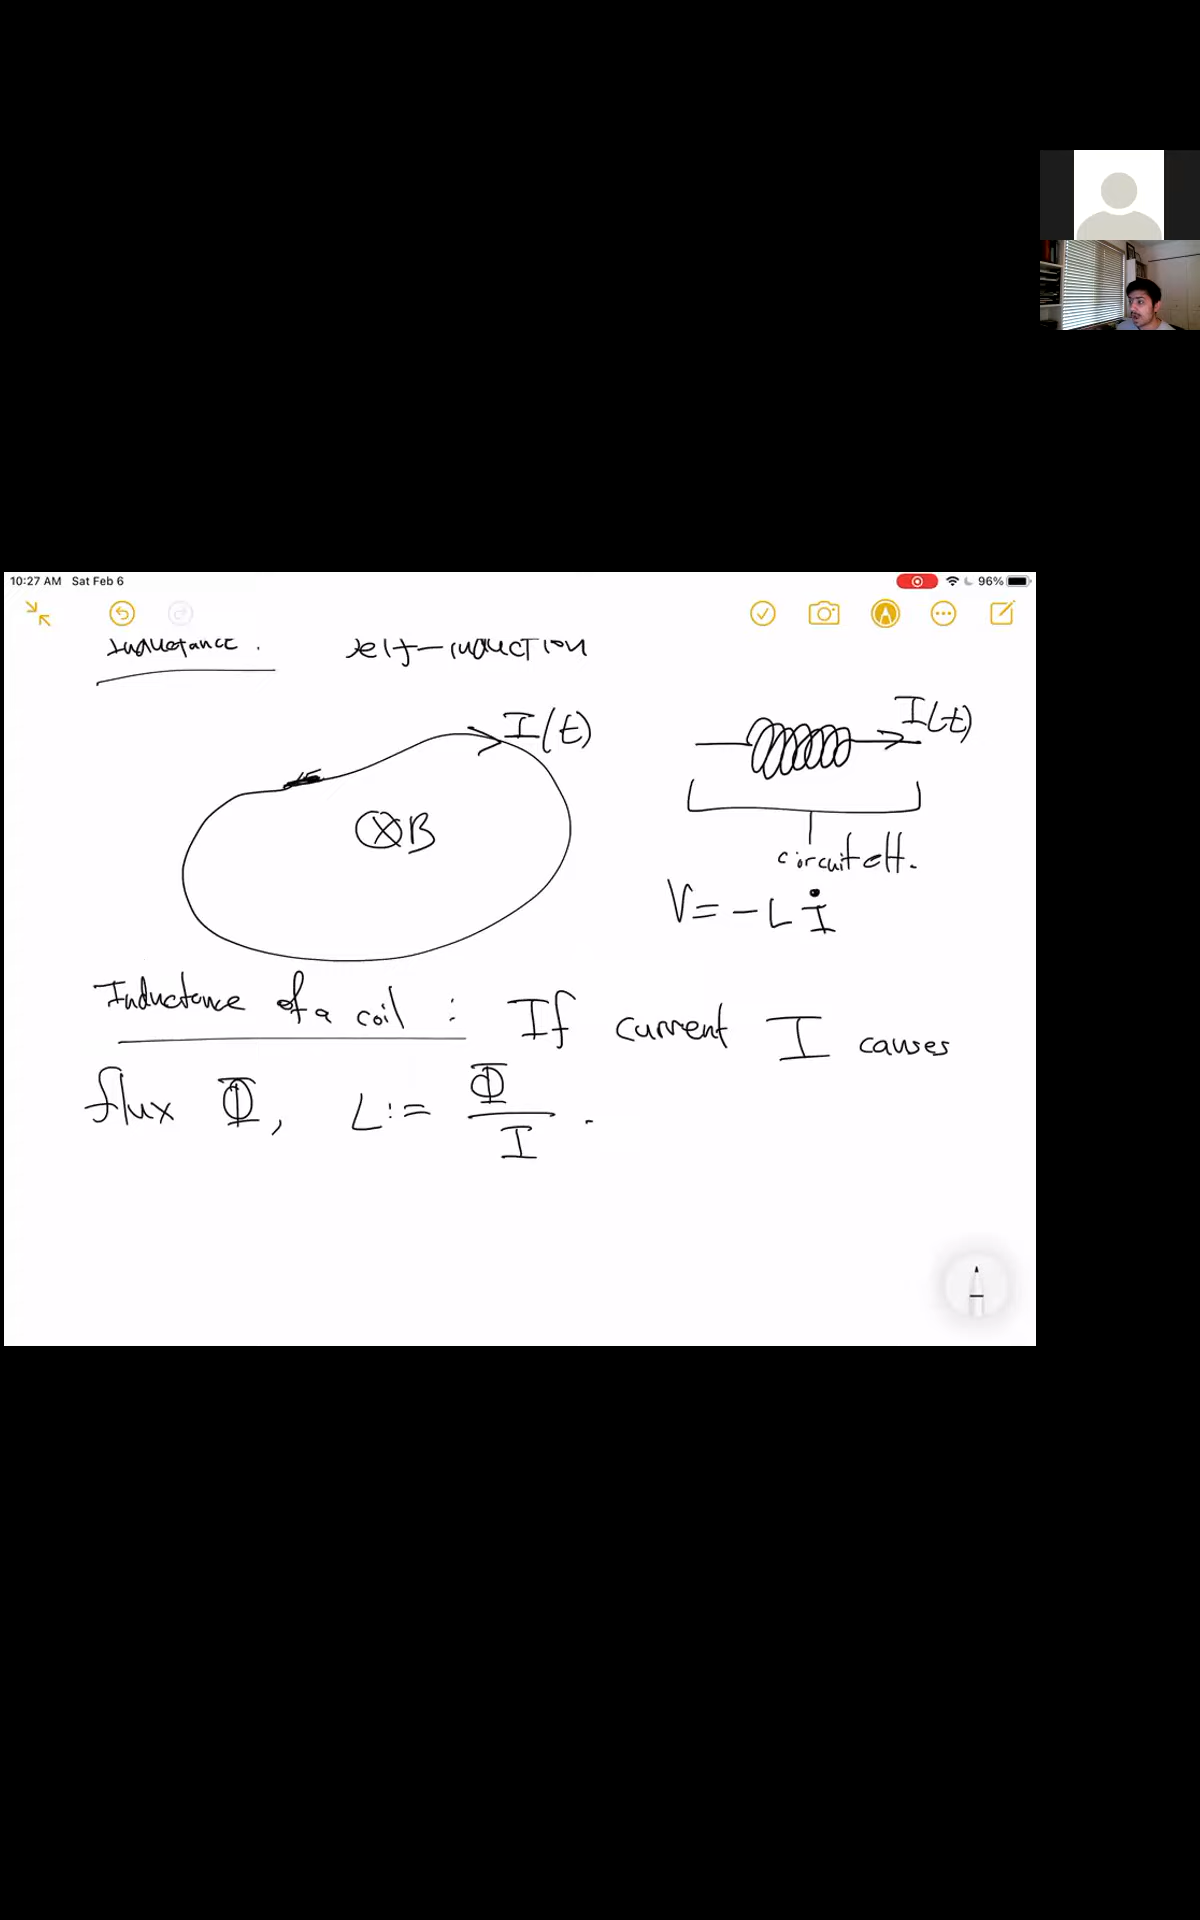 10:27 AM Sat Feb 6
96%
Inductance. self-induction
I(t)
I(t)
B
circuit elt.
V = -L İ
Inductance of a coil : If current I causes
flux Φ, L := Φ/I .